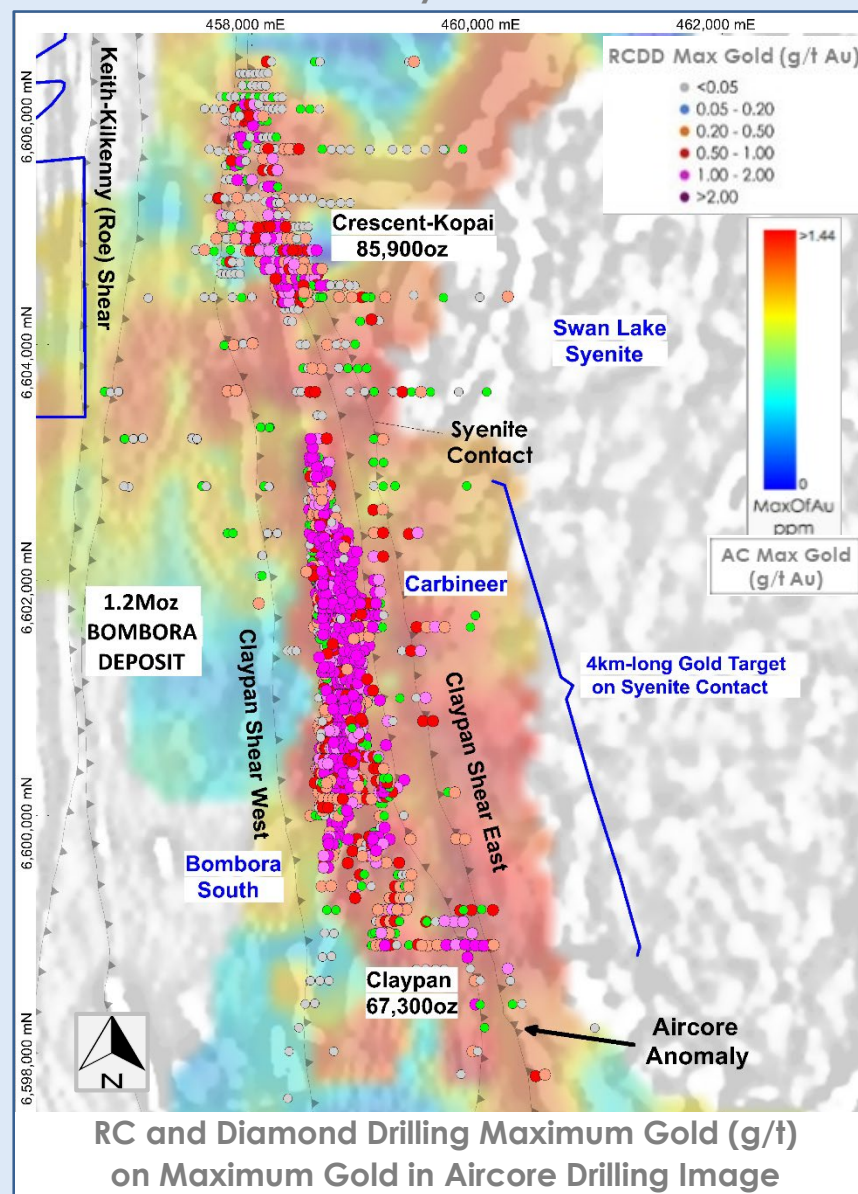 458,000 mE
460,000 mE
462,000 mE
6,606,000 mN
6,604,000 mN
6,602,000 mN
6,600,000 mN
6,598,000 mN
Keith-Kilkenny (Roe) Shear
RCDD Max Gold (g/t Au)
<0.05
0.05 - 0.20
0.20 - 0.50
0.50 - 1.00
1.00 - 2.00
>2.00
Crescent-Kopai
85,900oz
>1.44
0
MaxOfAu
ppm
AC Max Gold
(g/t Au)
Swan Lake
Syenite
Syenite
Contact
Carbineer
1.2Moz
BOMBORA
DEPOSIT
Claypan Shear West
Claypan Shear East
4km-long Gold Target
on Syenite Contact
Bombora
South
Claypan
67,300oz
Aircore
Anomaly
N
RC and Diamond Drilling Maximum Gold (g/t)
on Maximum Gold in Aircore Drilling Image